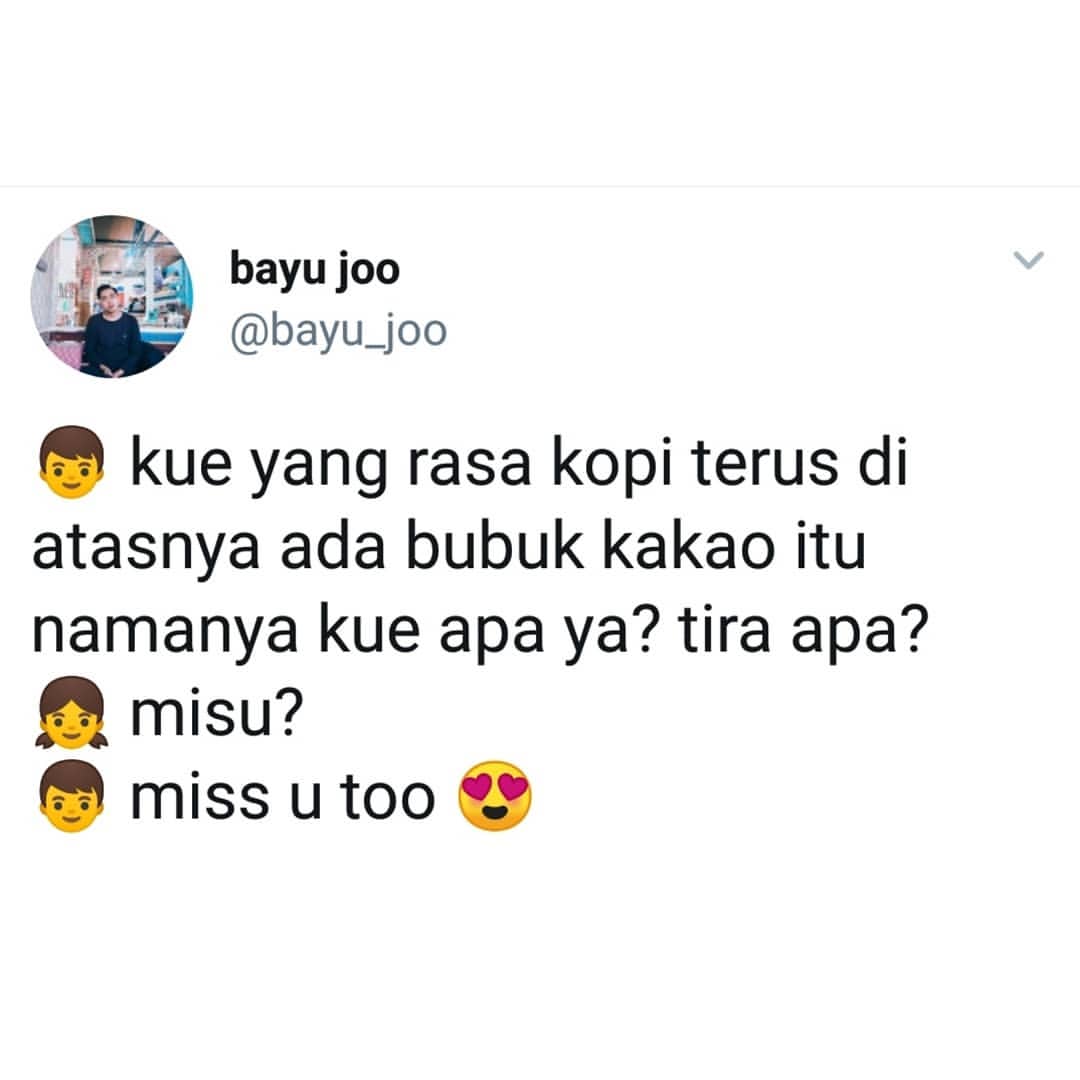 bayu joo
@bayu_joo
👦 kue yang rasa kopi terus di
atasnya ada bubuk kakao itu
namanya kue apa ya? tira apa?
👧 misu?
👦 miss u too 😍